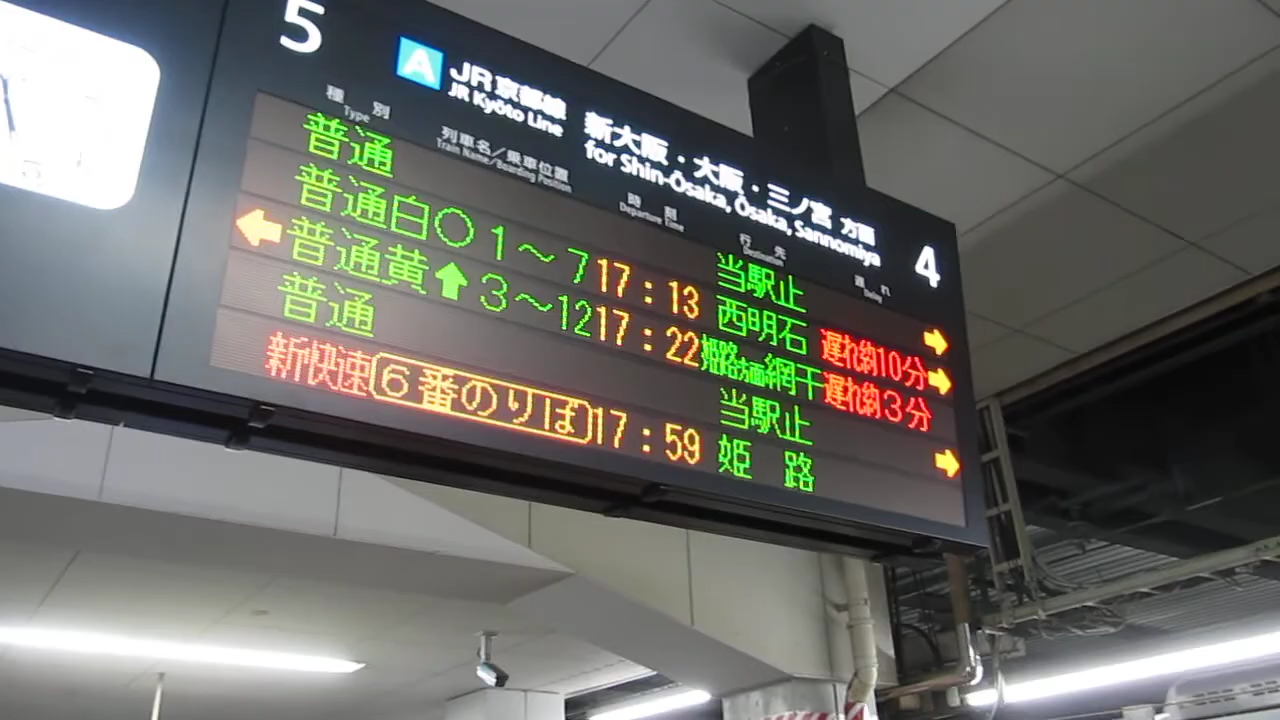 5
A JR京都線 新大阪・大阪・三ノ宮 方面
JR Kyōto Line for Shin-Ōsaka, Ōsaka, Sannomiya
4
種別 列車名/乗車位置 時刻 行先 遅れ
Type Train Name/Boarding Position Departure Time Destination Delay
普通 当駅止
普通 白○ 1～7 17:13 西明石 遅れ約10分
普通 黄↑ 3～12 17:22 姫路方面網干 遅れ約3分
普通 当駅止
新快速 6番のりば 17:59 姫路